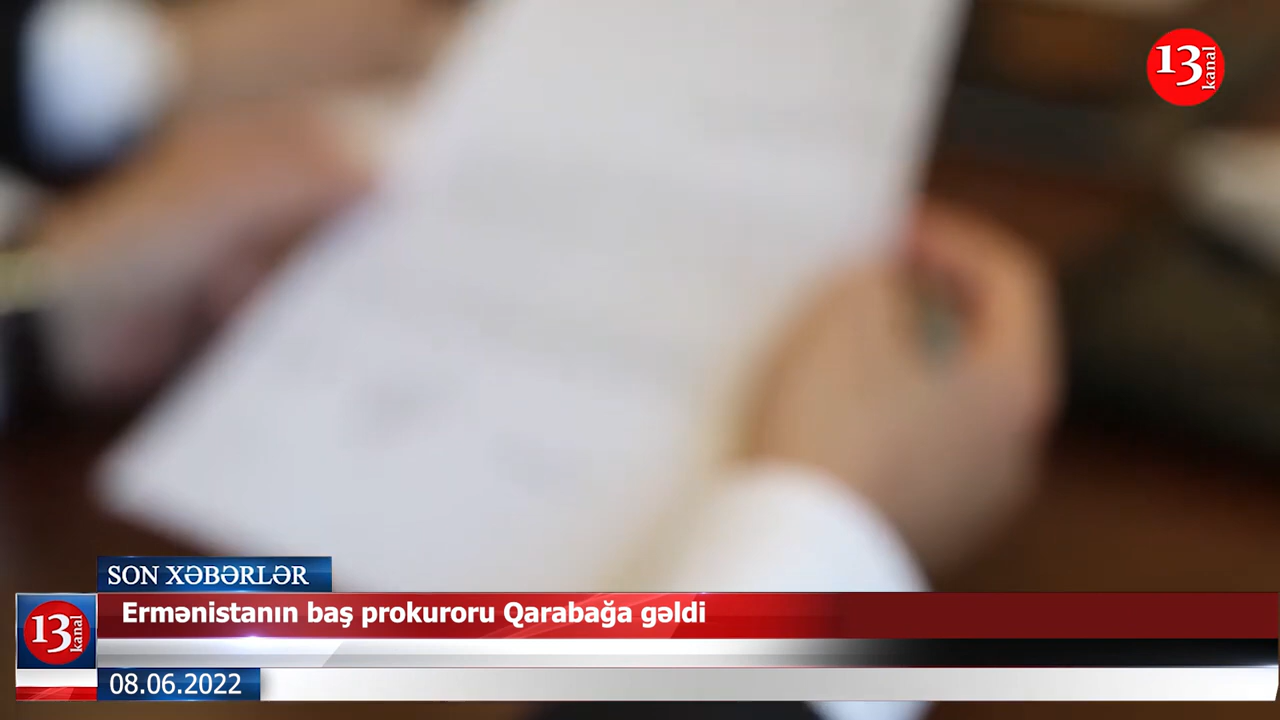 13 kanal
SON XƏBƏRLƏR
Ermənistanın baş prokuroru Qarabağa gəldi
13 kanal
08.06.2022